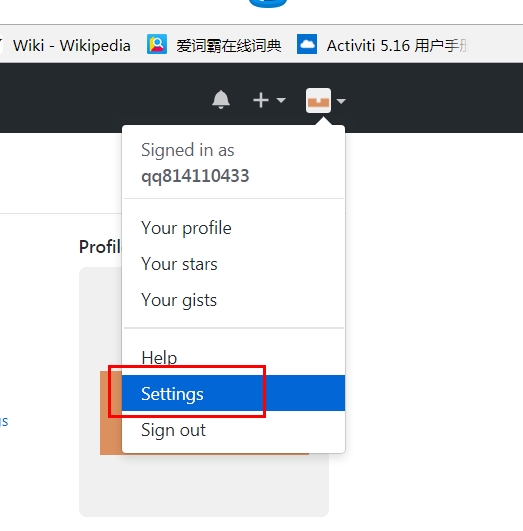 Wiki - Wikipedia 爱词霸在线词典 Activiti 5.16 用户手册
Signed in as
qq814110433
Your profile
Profil
Your stars
Your gists
Help
Settings
gs
Sign out